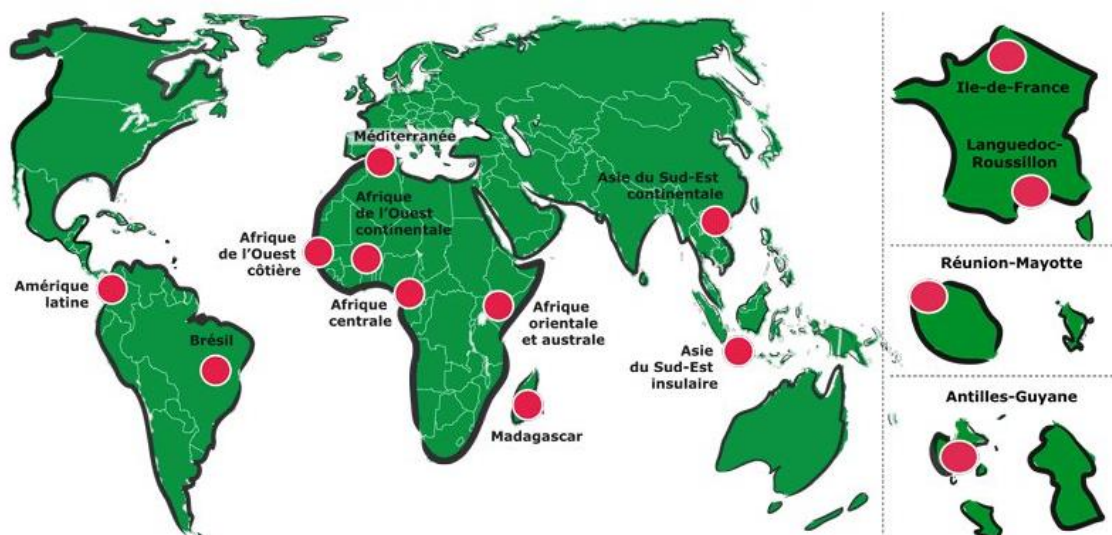 Méditerranée
Afrique
de l'Ouest
continentale
Afrique
de l'Ouest
côtière
Afrique
centrale
Afrique
orientale
et australe
Madagascar
Amérique
latine
Brésil
Asie du Sud-Est
continentale
Asie
du Sud-Est
insulaire
Ile-de-France
Languedoc-
Roussillon
Réunion-Mayotte
Antilles-Guyane